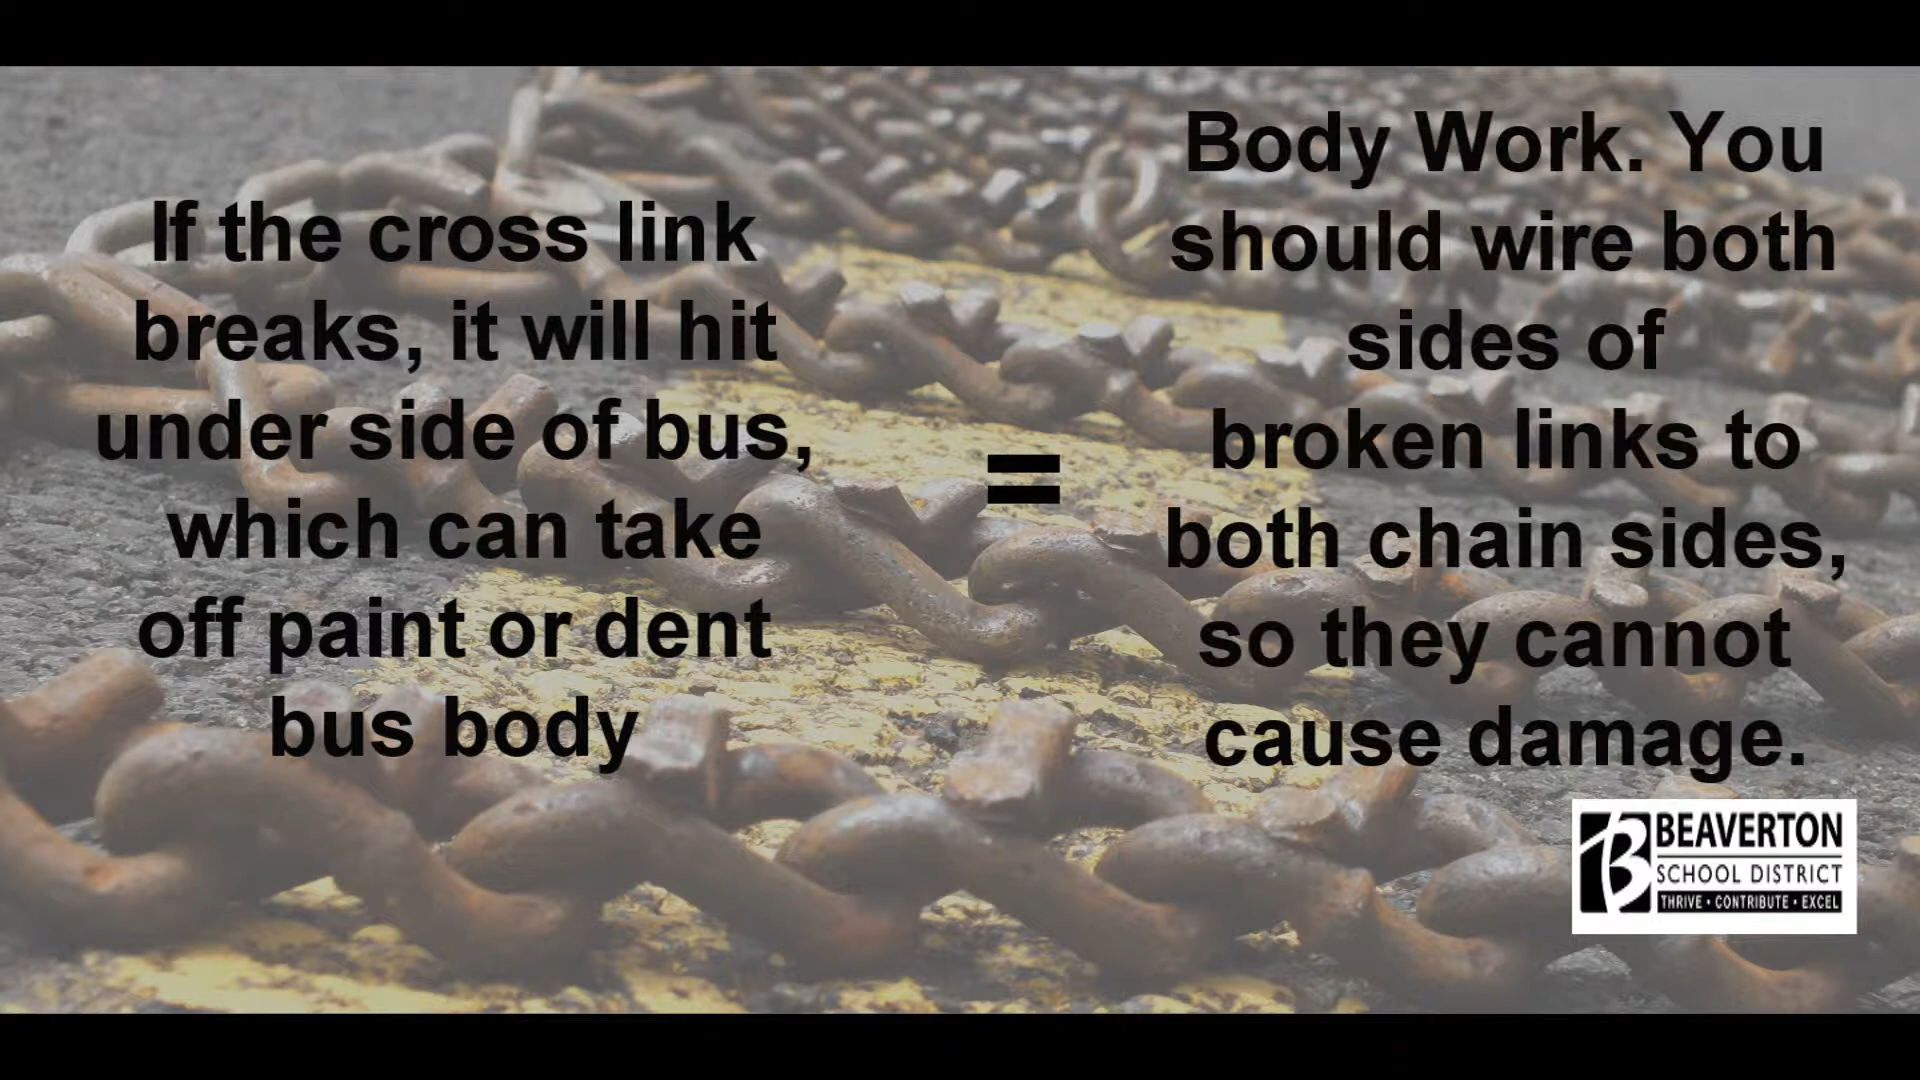 If the cross link
breaks, it will hit
under side of bus,
which can take
off paint or dent
bus body
=
Body Work. You
should wire both
sides of
broken links to
both chain sides,
so they cannot
cause damage.
B BEAVERTON
SCHOOL DISTRICT
THRIVE • CONTRIBUTE • EXCEL